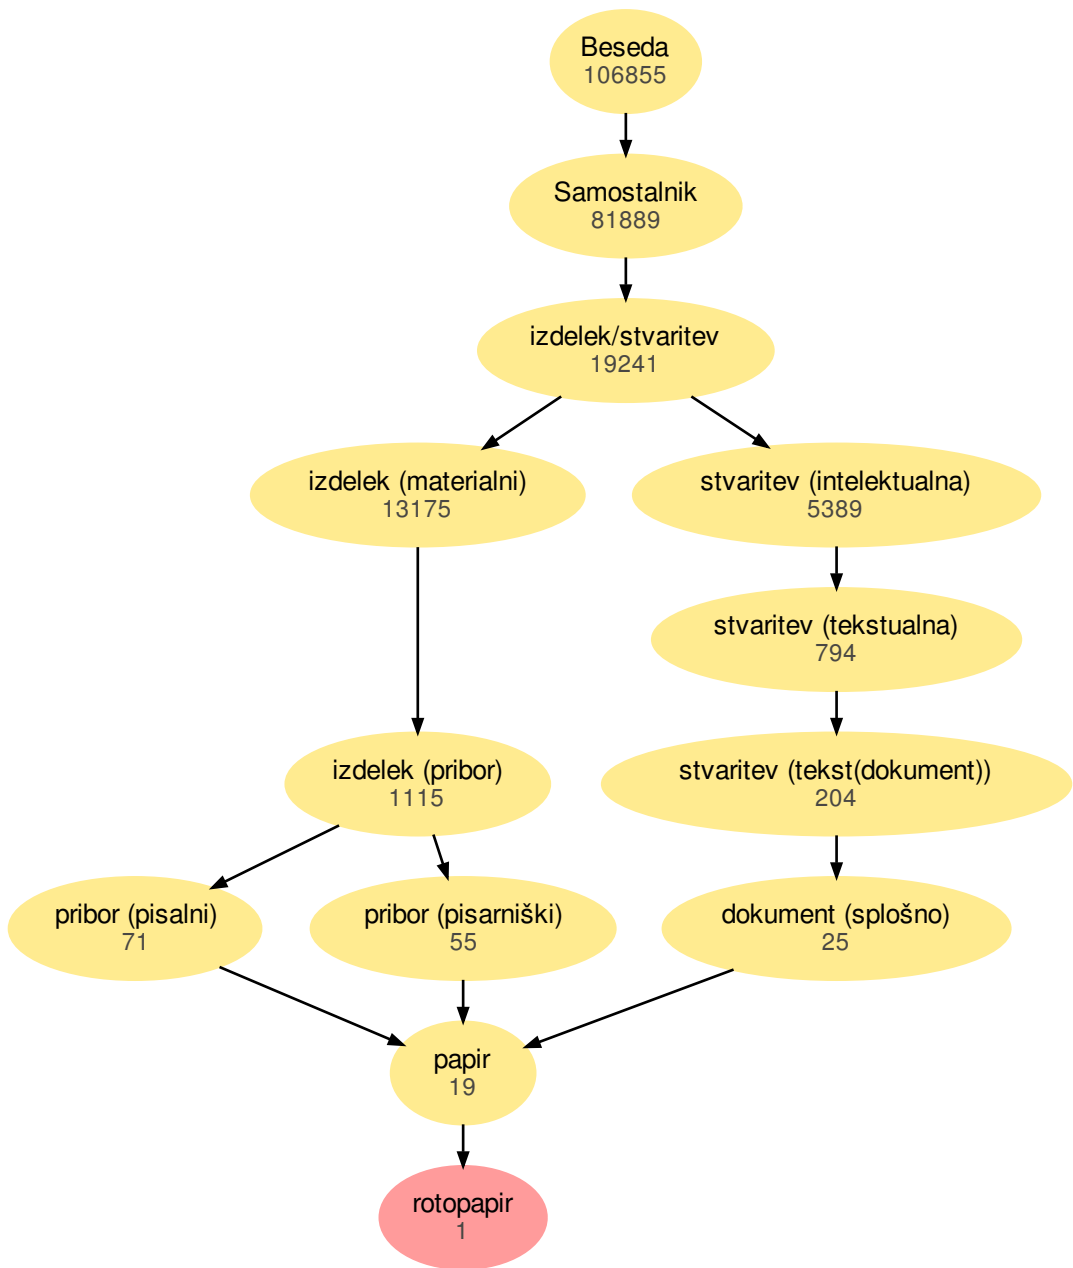 Beseda
106855
Samostalnik
81889
izdelek/stvaritev
19241
izdelek (materialni)
13175
stvaritev (intelektualna)
5389
stvaritev (tekstualna)
794
izdelek (pribor)
1115
stvaritev (tekst(dokument))
204
pribor (pisalni)
71
pribor (pisarniški)
55
dokument (splošno)
25
papir
19
rotopapir
1